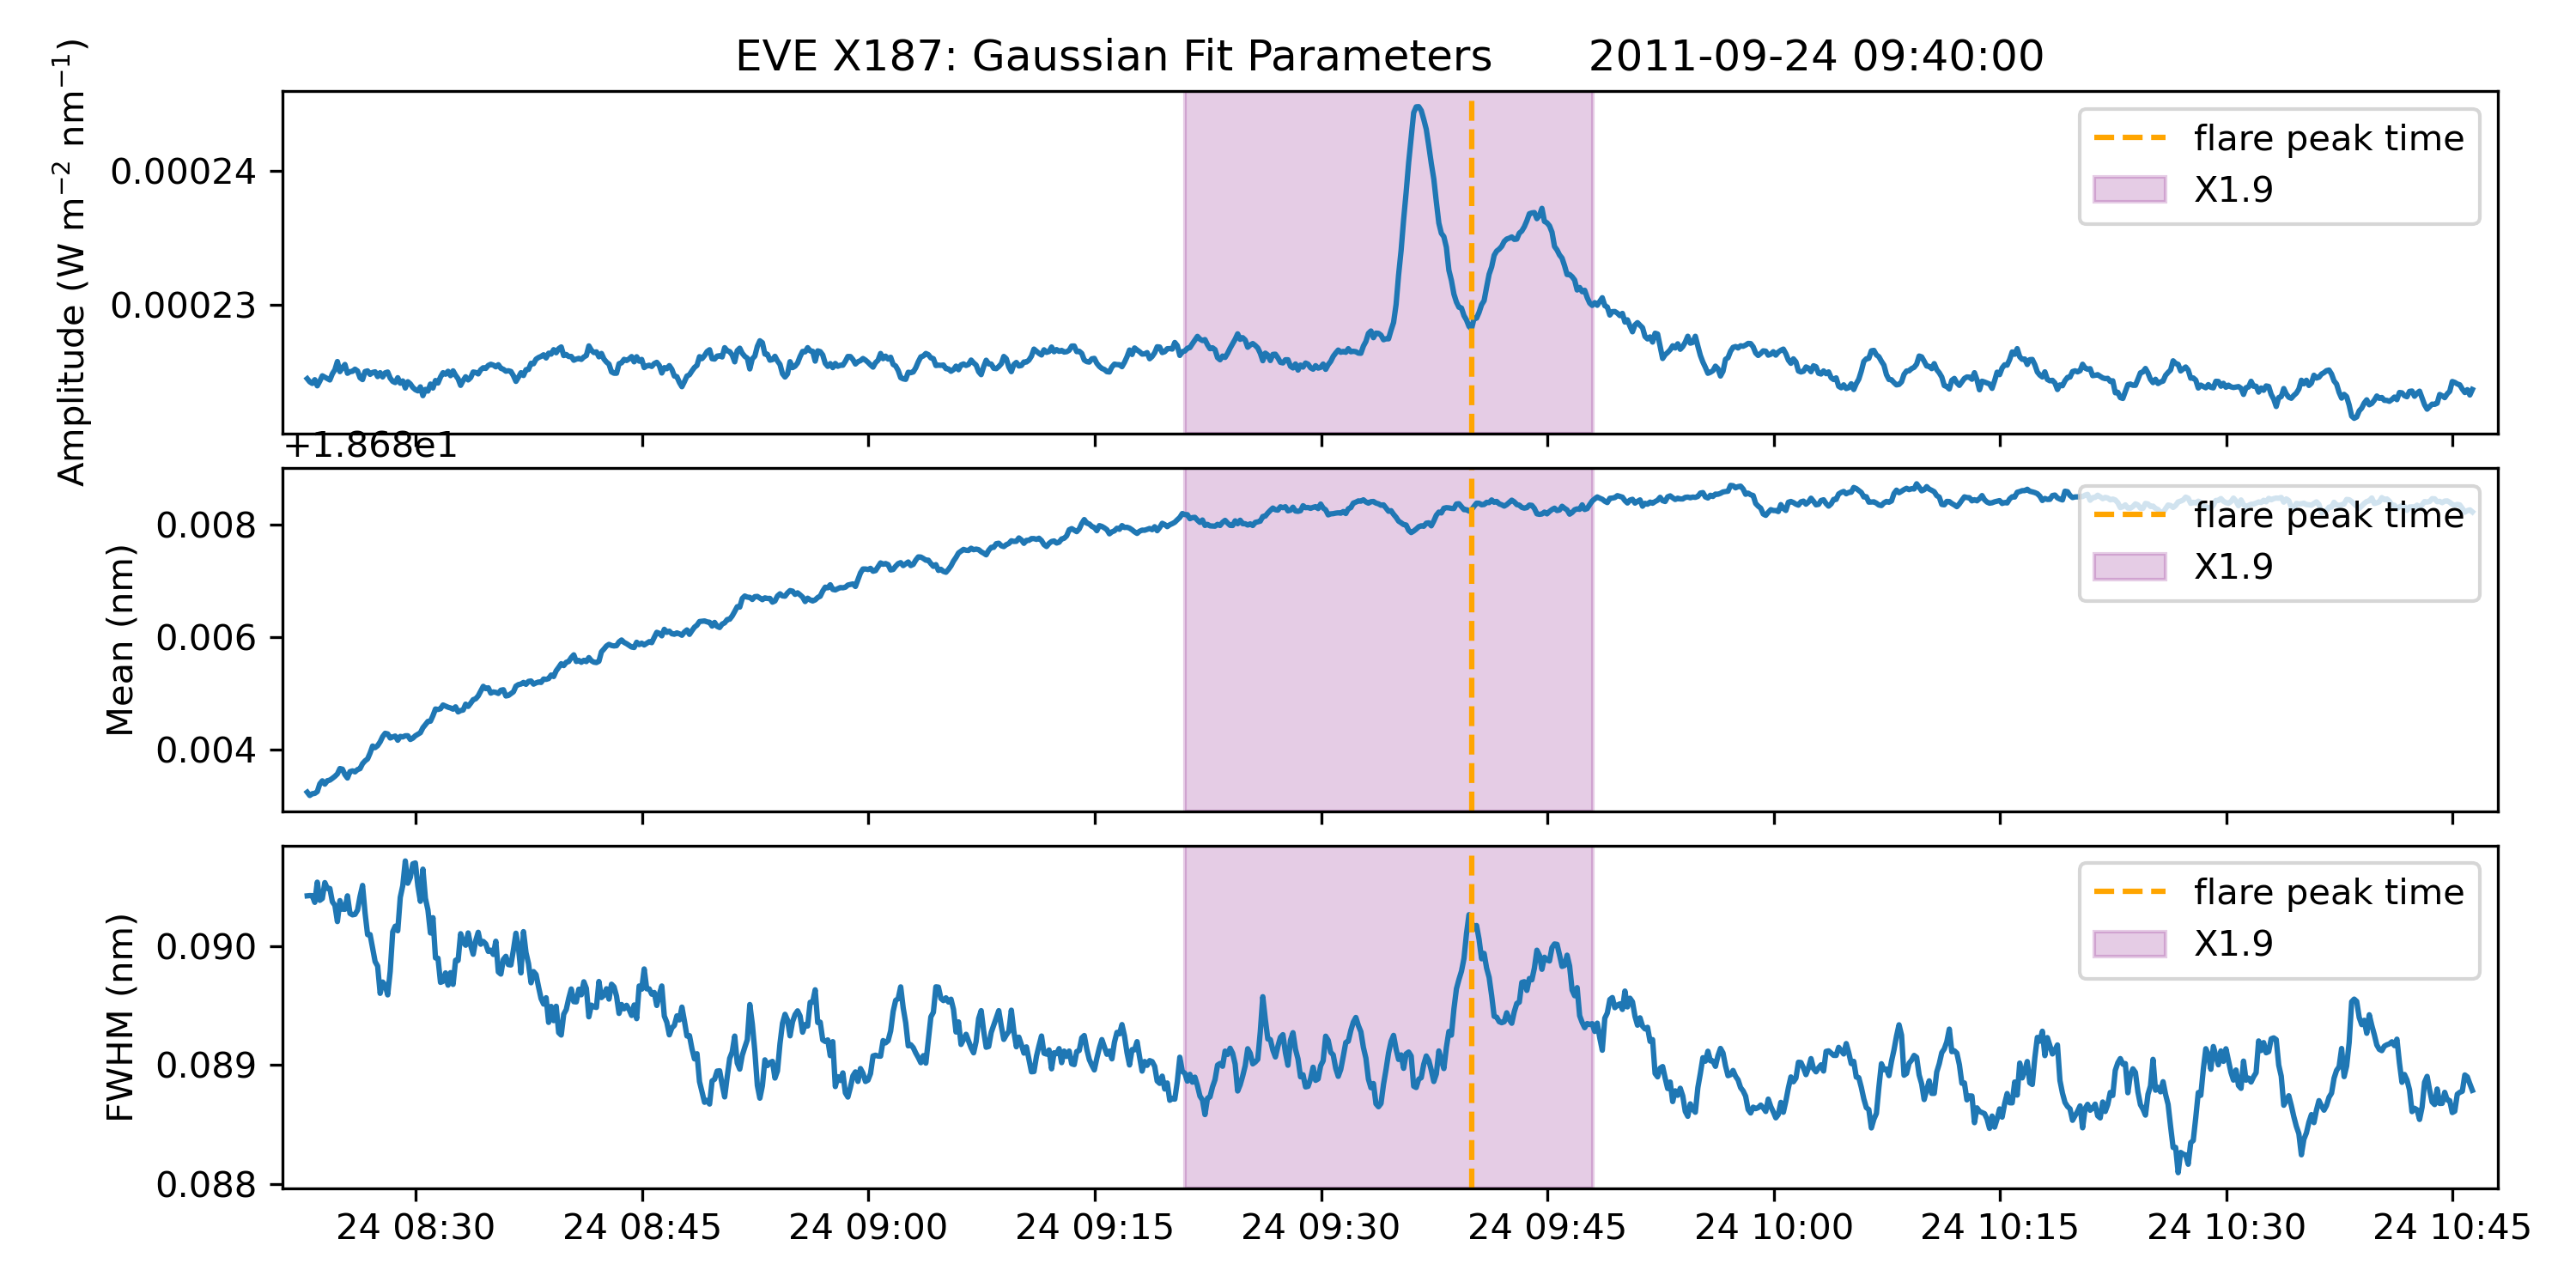 EVE X187: Gaussian Fit Parameters 2011-09-24 09:40:00
Amplitude (W m⁻² nm⁻¹)
0.00024
0.00023
flare peak time
X1.9
+1.868e1
Mean (nm)
0.008
0.006
0.004
flare peak time
X1.9
FWHM (nm)
0.090
0.089
0.088
flare peak time
X1.9
24 08:30 24 08:45 24 09:00 24 09:15 24 09:30 24 09:45 24 10:00 24 10:15 24 10:30 24 10:45